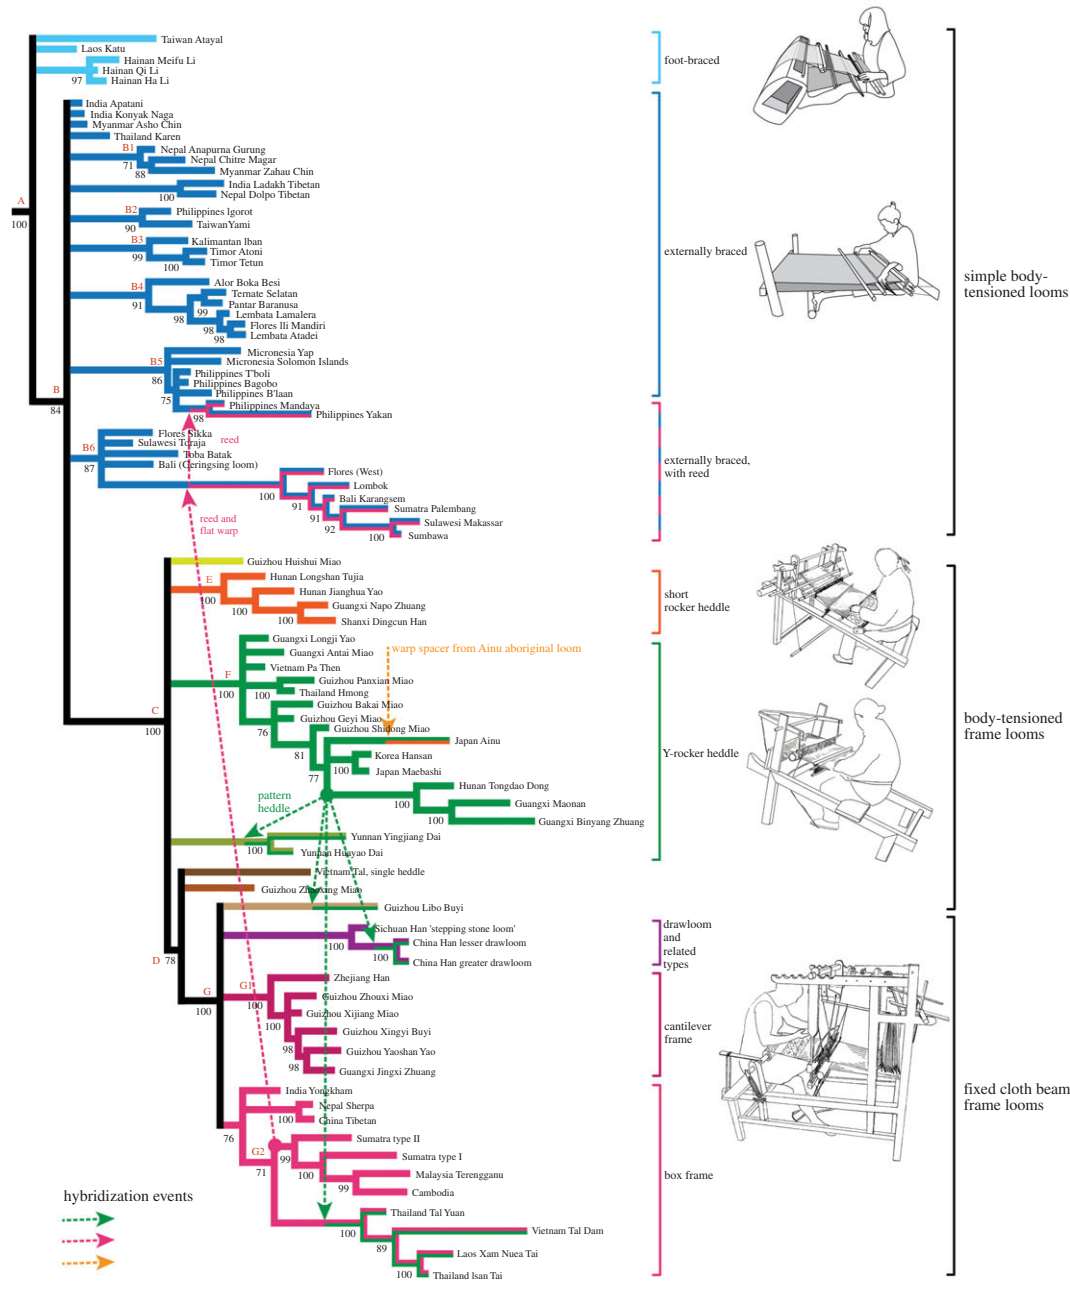 Taiwan Atayal
Laos Katu
Hainan Meifu Li
Hainan Qi Li
97
Hainan Ha Li
foot-braced
India Apatani
India Konyak Naga
Myanmar Asho Chin
Thailand Karen
B1
Nepal Anapurna Gurung
Nepal Chitre Magar
71
88
Myanmar Zahau Chin
India Ladakh Tibetan
100
Nepal Dolpo Tibetan
A
100
B2
Philippines lgorot
90
TaiwanYami
B3
Kalimantan Iban
99
Timor Atoni
100
Timor Tetun
externally braced
simple body-
tensioned looms
B4
Alor Boka Besi
91
Ternate Selatan
Pantar Baranusa
99
98
Lembata Lamalera
Flores Ili Mandiri
98
98
Lembata Atadei
Micronesia Yap
B5
Micronesia Solomon Islands
86
Philippines T'boli
Philippines Bagobo
B
84
75
Philippines B'laan
Philippines Mandaya
98
Philippines Yakan
B6
87
Flores Sikka
reed
Sulawesi Toraja
Toba Batak
Bali (Geringsing loom)
externally braced,
with reed
Flores (West)
100
Lombok
91
Bali Karangsem
91
Sumatra Palembang
92
Sulawesi Makassar
100
Sumbawa
reed and
flat warp
Guizhou Huishui Miao
E
100
Hunan Longshan Tujia
Hunan Jianghua Yao
100
Guangxi Napo Zhuang
100
Shanxi Dingcun Han
short
rocker heddle
Guangxi Longji Yao
Guangxi Antai Miao
warp spacer from Ainu aboriginal loom
F
100
Vietnam Pa Then
Guizhou Panxian Miao
100
Thailand Hmong
Guizhou Bakai Miao
76
Guizhou Geyi Miao
Guizhou Shidong Miao
81
Japan Ainu
Korea Hansan
77
100
Japan Maebashi
Y-rocker heddle
C
100
body-tensioned
frame looms
Hunan Tongdao Dong
100
Guangxi Maonan
100
Guangxi Binyang Zhuang
pattern
heddle
Yunnan Yingjiang Dai
100
Yunnan Huayao Dai
Vietnam Tal, single heddle
Guizhou Zhaoxing Miao
Guizhou Libo Buyi
D
78
Sichuan Han 'stepping stone loom'
100
China Han lesser drawloom
100
China Han greater drawloom
drawloom
and
related
types
G
100
G1
100
Zhejiang Han
Guizhou Zhouxi Miao
100
Guizhou Xijiang Miao
Guizhou Xingyi Buyi
98
Guizhou Yaoshan Yao
98
Guangxi Jingxi Zhuang
cantilever
frame
fixed cloth beam
frame looms
India Yongkham
Nepal Sherpa
100
China Tibetan
76
G2
71
Sumatra type II
99
Sumatra type I
100
Malaysia Terengganu
99
Cambodia
box frame
Thailand Tal Yuan
100
Vietnam Tal Dam
89
Laos Xam Nuea Tai
100
Thailand lsan Tai
hybridization events